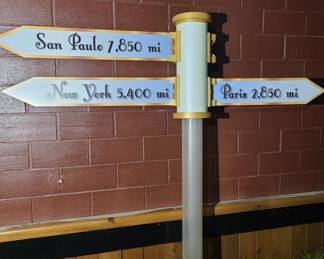 San Paulo 7,850 mi
New York 5,400 mi
Paris 2,850 mi